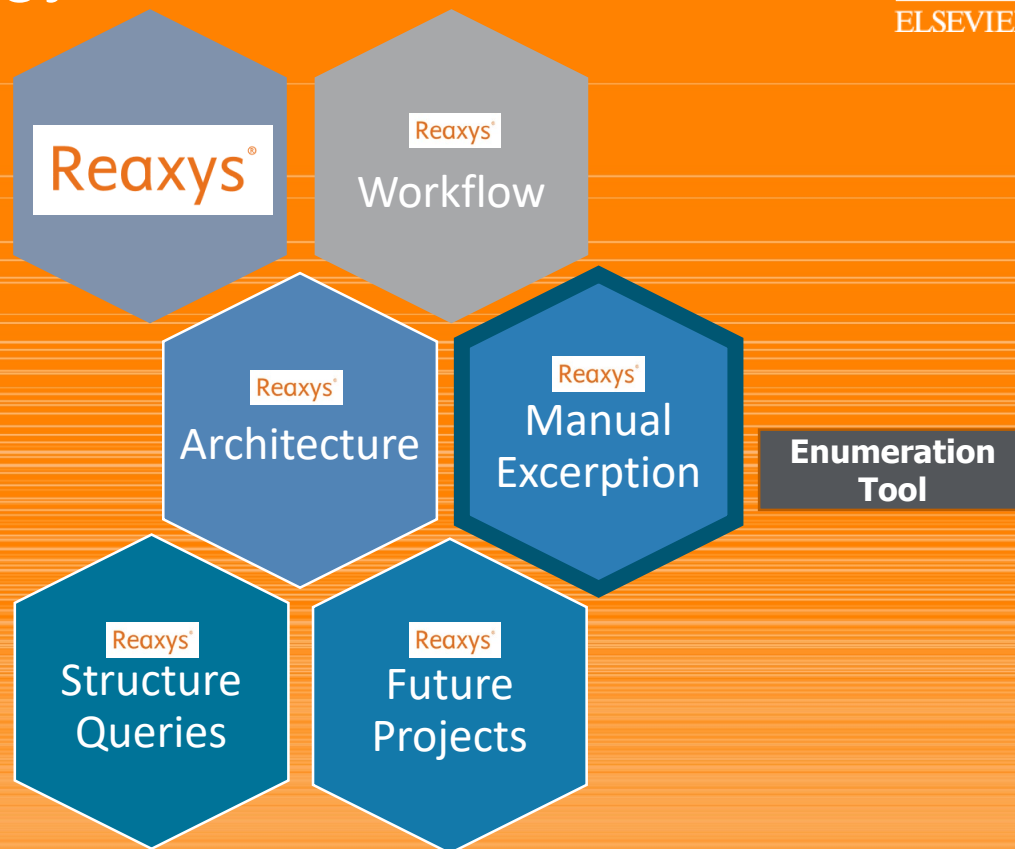 ELSEVIE
Reaxys®
Reaxys®
Workflow
Reaxys®
Architecture
Reaxys®
Manual
Excerption
Enumeration
Tool
Reaxys®
Structure
Queries
Reaxys®
Future
Projects